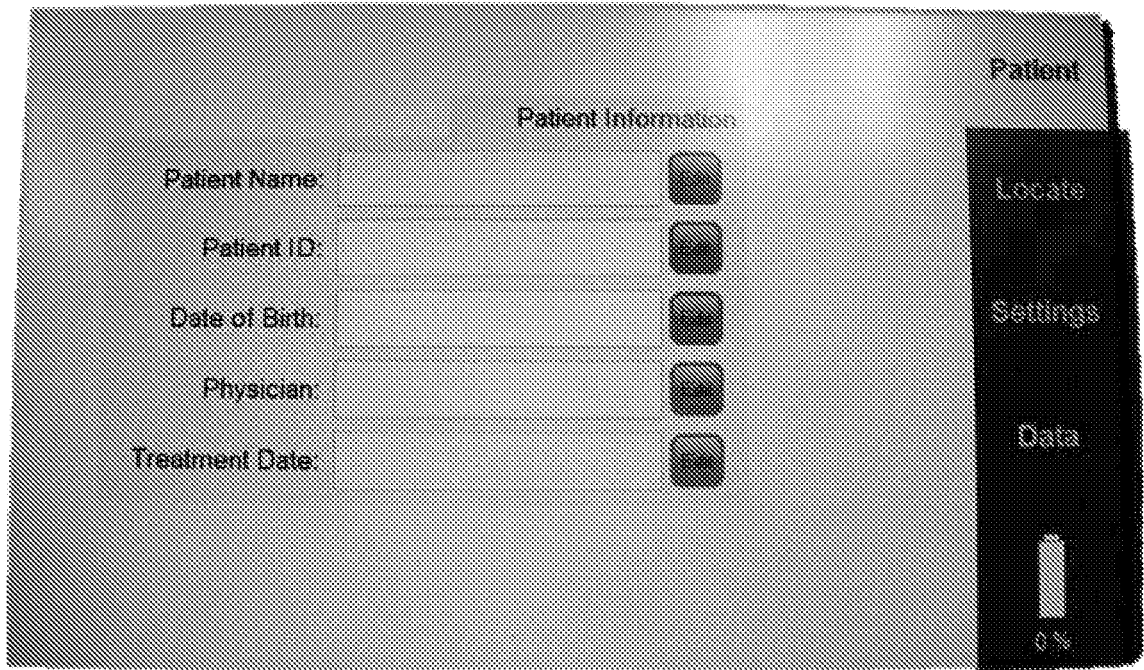 Patient
Patient Information
Patient Name:
Patient ID:
Date of Birth:
Physician:
Treatment Date:
Locate
Settings
Data
0 %